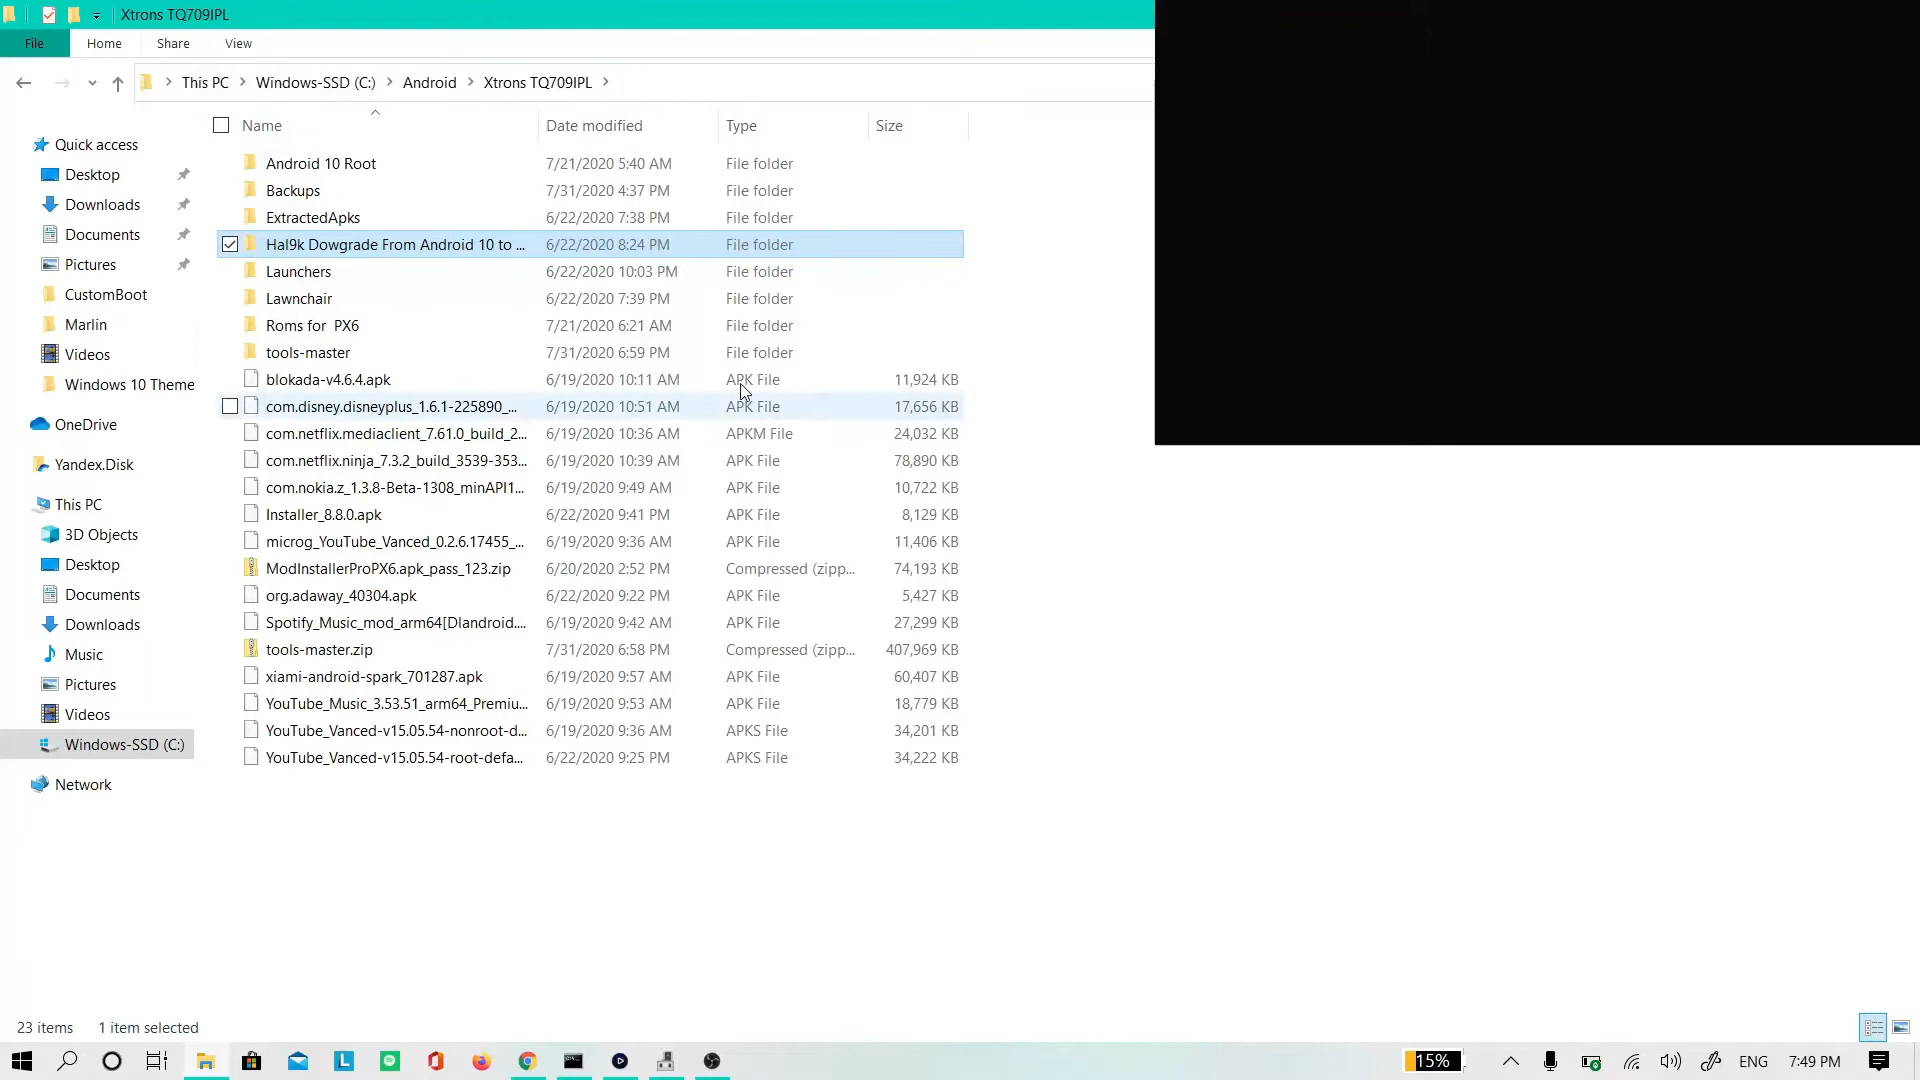 Xtrons TQ709IPL
File Home Share View
This PC Windows-SSD (C:) Android Xtrons TQ709IPL
Name Date modified Type Size
Quick access
Desktop
Downloads
Documents
Pictures
CustomBoot
Marlin
Videos
Windows 10 Theme
OneDrive
Yandex.Disk
This PC
3D Objects
Desktop
Documents
Downloads
Music
Pictures
Videos
Windows-SSD (C:)
Network
Android 10 Root 7/21/2020 5:40 AM File folder
Backups 7/31/2020 4:37 PM File folder
ExtractedApks 6/22/2020 7:38 PM File folder
Hal9k Dowgrade From Android 10 to ... 6/22/2020 8:24 PM File folder
Launchers 6/22/2020 10:03 PM File folder
Lawnchair 6/22/2020 7:39 PM File folder
Roms for  PX6 7/21/2020 6:21 AM File folder
tools-master 7/31/2020 6:59 PM File folder
blokada-v4.6.4.apk 6/19/2020 10:11 AM APK File 11,924 KB
com.disney.disneyplus_1.6.1-225890_... 6/19/2020 10:51 AM APK File 17,656 KB
com.netflix.mediaclient_7.61.0_build_2... 6/19/2020 10:36 AM APKM File 24,032 KB
com.netflix.ninja_7.3.2_build_3539-353... 6/19/2020 10:39 AM APK File 78,890 KB
com.nokia.z_1.3.8-Beta-1308_minAPI1... 6/19/2020 9:49 AM APK File 10,722 KB
Installer_8.8.0.apk 6/22/2020 9:41 PM APK File 8,129 KB
microg_YouTube_Vanced_0.2.6.17455_... 6/19/2020 9:36 AM APK File 11,406 KB
ModInstallerProPX6.apk_pass_123.zip 6/20/2020 2:52 PM Compressed (zipp... 74,193 KB
org.adaway_40304.apk 6/22/2020 9:22 PM APK File 5,427 KB
Spotify_Music_mod_arm64[Dlandroid.... 6/19/2020 9:42 AM APK File 27,299 KB
tools-master.zip 7/31/2020 6:58 PM Compressed (zipp... 407,969 KB
xiami-android-spark_701287.apk 6/19/2020 9:57 AM APK File 60,407 KB
YouTube_Music_3.53.51_arm64_Premiu... 6/19/2020 9:53 AM APK File 18,779 KB
YouTube_Vanced-v15.05.54-nonroot-d... 6/19/2020 9:36 AM APKS File 34,201 KB
YouTube_Vanced-v15.05.54-root-defa... 6/22/2020 9:25 PM APKS File 34,222 KB
23 items 1 item selected
15% ENG 7:49 PM